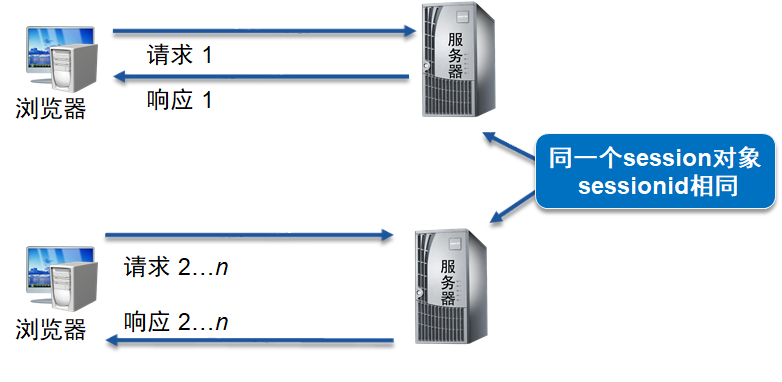 请求 1
服务器
响应 1
浏览器
同一个session对象
sessionid相同
请求 2…n
服务器
响应 2…n
浏览器